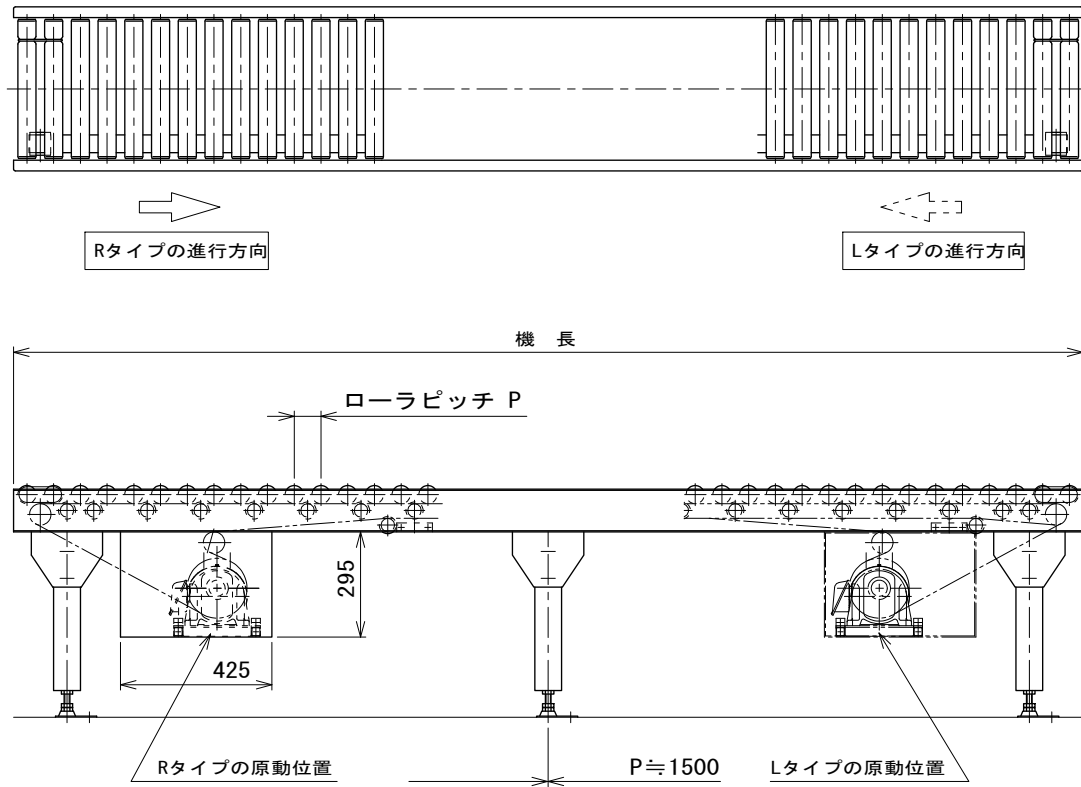 Rタイプの進行方向
Lタイプの進行方向
機 長
ローラピッチ P
295
425
Rタイプの原動位置
P≒1500
Lタイプの原動位置